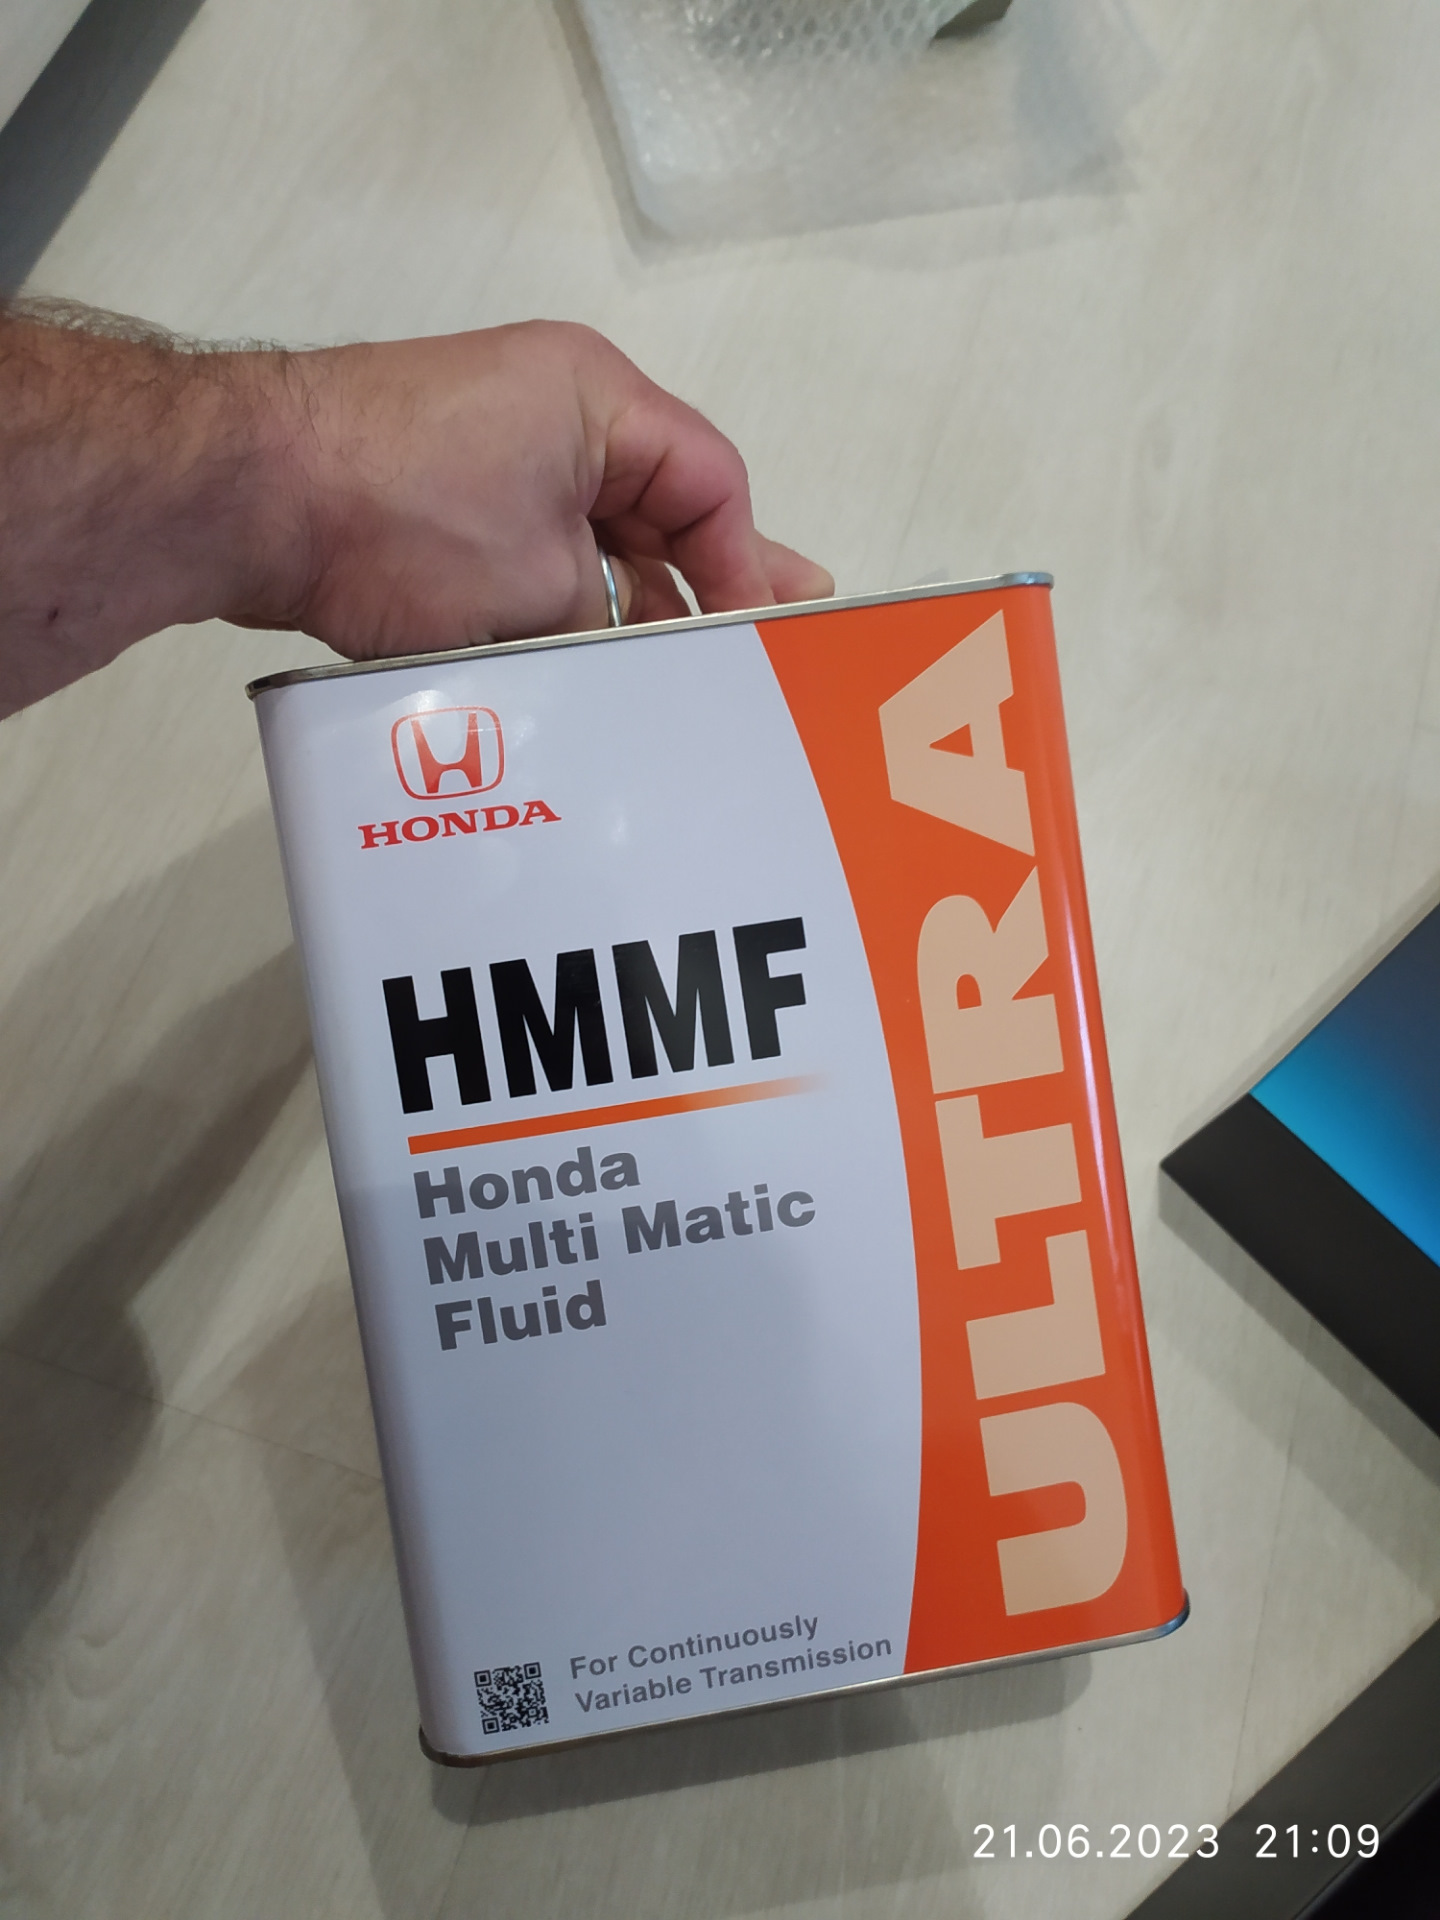 HONDA
HMMF
Honda
Multi Matic
Fluid
ULTRA
For Continuously
Variable Transmission
21.06.2023 21:09